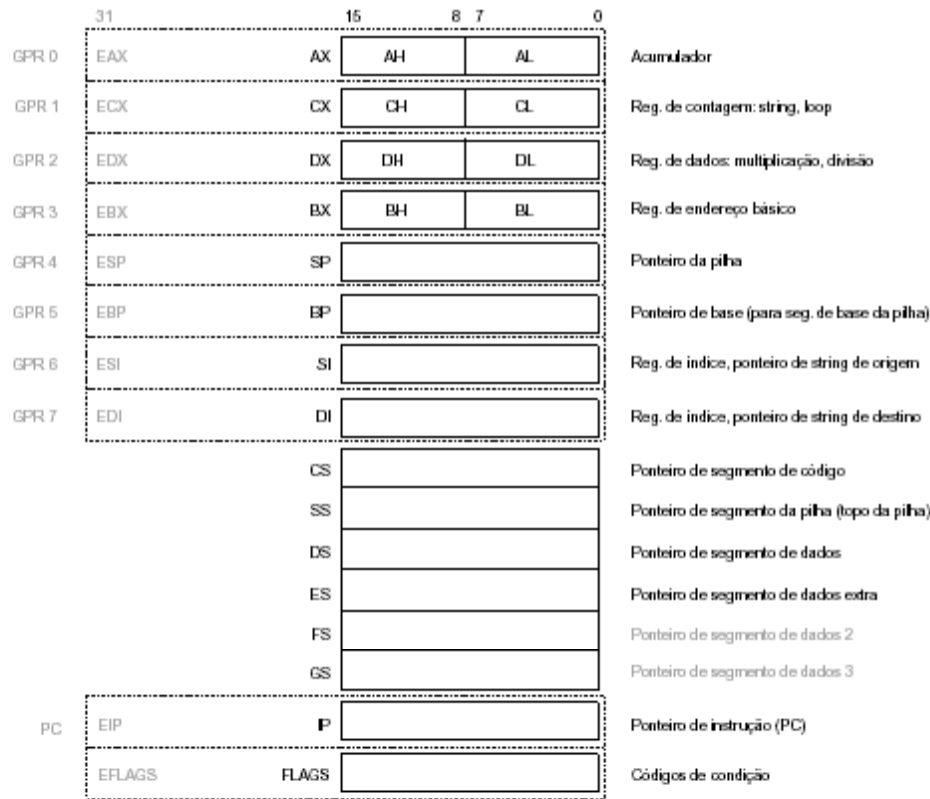 31 15 8 7 0
GPR 0 EAX AX AH AL Acumulador
GPR 1 ECX CX CH CL Reg. de contagem: string, loop
GPR 2 EDX DX DH DL Reg. de dados: multiplicação, divisão
GPR 3 EBX BX BH BL Reg. de endereço básico
GPR 4 ESP SP Ponteiro da pilha
GPR 5 EBP BP Ponteiro de base (para seg. de base da pilha)
GPR 6 ESI SI Reg. de índice, ponteiro de string de origem
GPR 7 EDI DI Reg. de índice, ponteiro de string de destino
CS Ponteiro de segmento de código
SS Ponteiro de segmento da pilha (topo da pilha)
DS Ponteiro de segmento de dados
ES Ponteiro de segmento de dados extra
FS Ponteiro de segmento de dados 2
GS Ponteiro de segmento de dados 3
PC EIP IP Ponteiro de instrução (PC)
EFLAGS FLAGS Códigos de condição